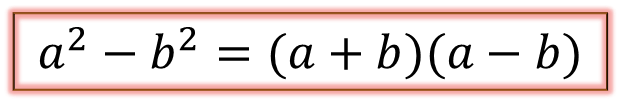 a² − b² = (a + b)(a − b)